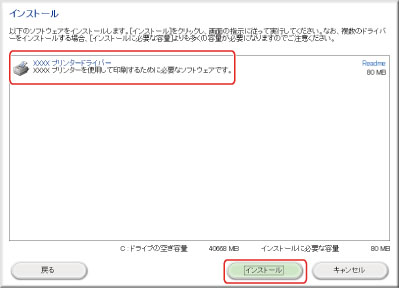 インストール
以下のソフトウェアをインストールします。[インストール]をクリックし、画面の指示に従って実行してください。なお、複数のドライバ
ーをインストールする場合、[インストールに必要な容量]よりも多くの容量が必要になりますのでご注意ください。
XXXX プリンタードライバー Readme
XXXX プリンターを使用して印刷するために必要なソフトウェアです。 80 MB
C:ドライブの空き容量 40668 MB インストールに必要な容量 80 MB
戻る インストール キャンセル